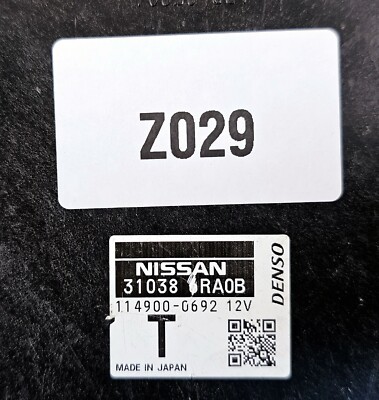 Z029
NISSAN
31038 RA0B
DENSO
114900-0692 12V
T
MADE IN JAPAN